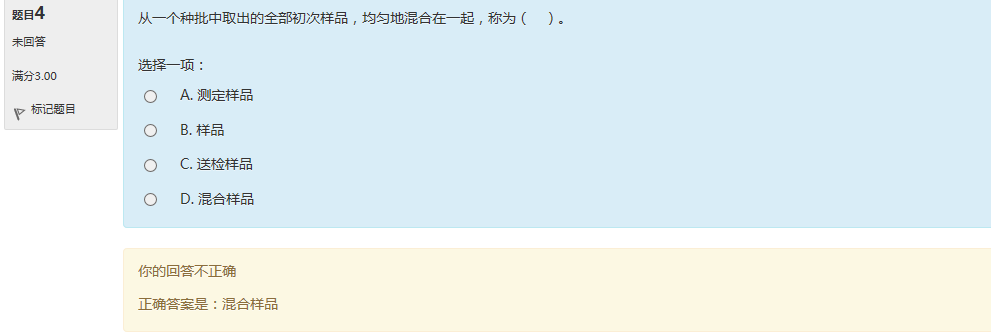 题目4
未回答
满分3.00
标记题目
从一个种批中取出的全部初次样品，均匀地混合在一起，称为（ ）。
选择一项：
A. 测定样品
B. 样品
C. 送检样品
D. 混合样品
你的回答不正确
正确答案是：混合样品